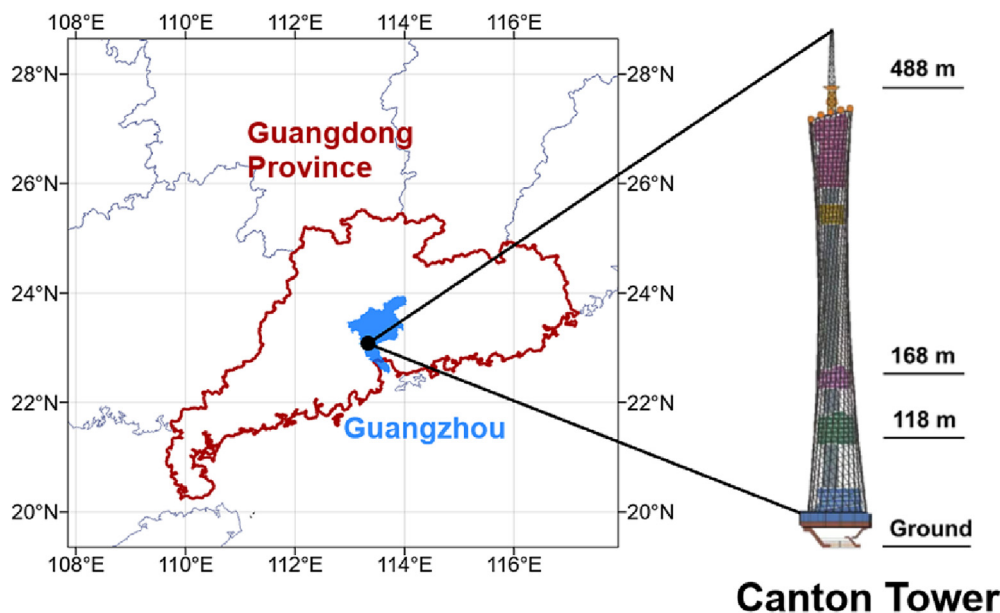 108°E 110°E 112°E 114°E 116°E
28°N 28°N
488 m
Guangdong
Province
26°N 26°N
24°N 24°N
168 m
22°N 22°N
Guangzhou
118 m
20°N 20°N
Ground
108°E 110°E 112°E 114°E 116°E
Canton Tower